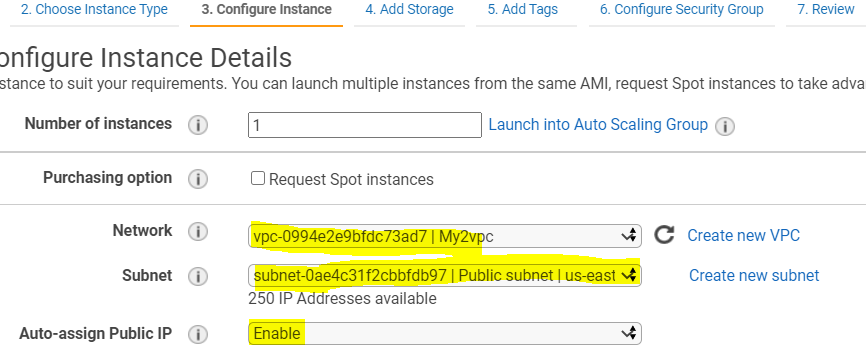 2. Choose Instance Type 3. Configure Instance 4. Add Storage 5. Add Tags 6. Configure Security Group 7. Review
onfigure Instance Details
stance to suit your requirements. You can launch multiple instances from the same AMI, request Spot instances to take adva
Number of instances i 1 Launch into Auto Scaling Group i
Purchasing option i Request Spot instances
Network i vpc-0994e2e9bfdc73ad7 | My2vpc Create new VPC
Subnet i subnet-0ae4c31f2cbbfdb97 | Public subnet | us-east Create new subnet
250 IP Addresses available
Auto-assign Public IP i Enable